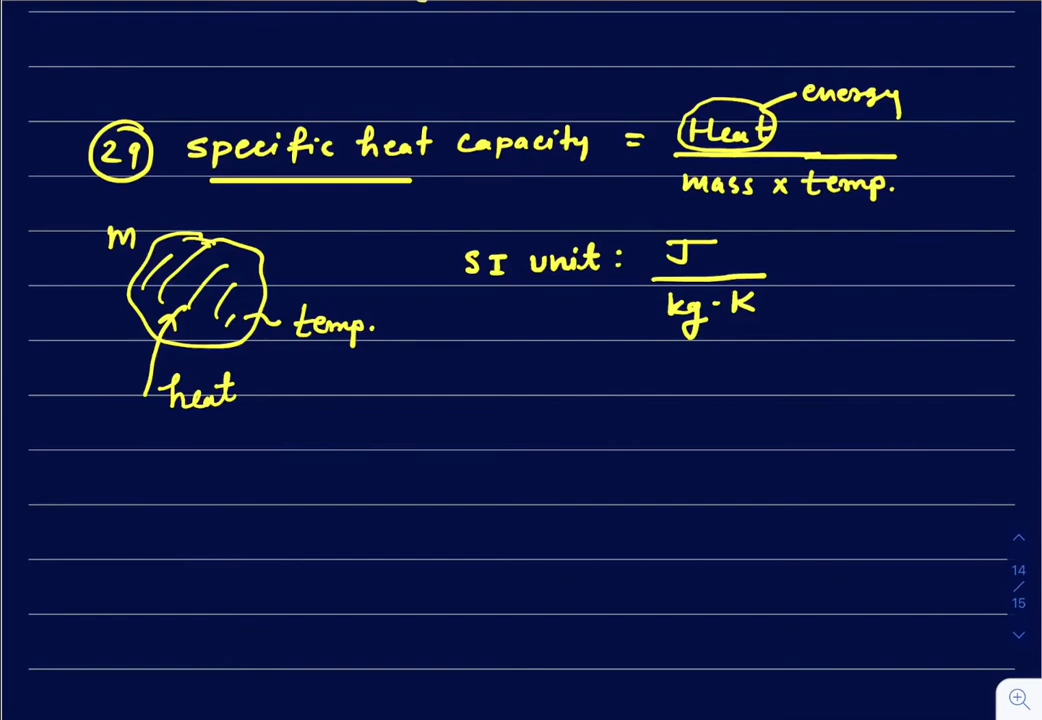 29 specific heat capacity = Heat / mass x temp.
energy
M
temp.
heat
SI unit : J / kg - K
14
/
15